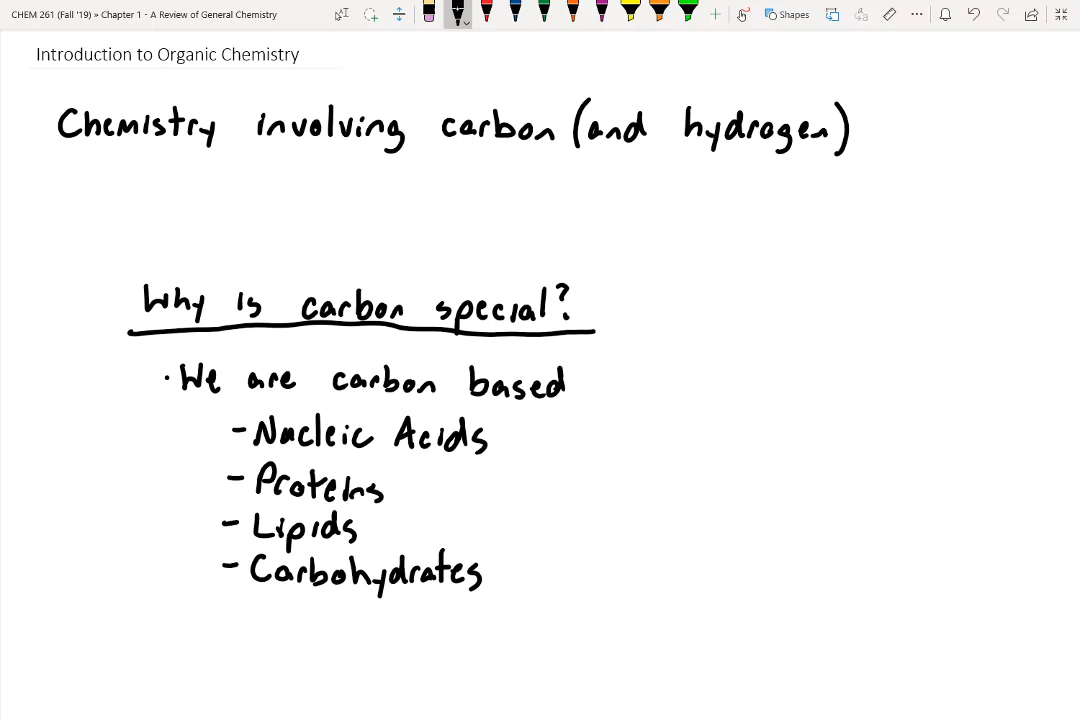 CHEM 261 (Fall '19) » Chapter 1 - A Review of General Chemistry
Shapes
Introduction to Organic Chemistry
Chemistry involving carbon (and hydrogen)
Why is carbon special?
· We are carbon based
- Nucleic Acids
- Proteins
- Lipids
- Carbohydrates